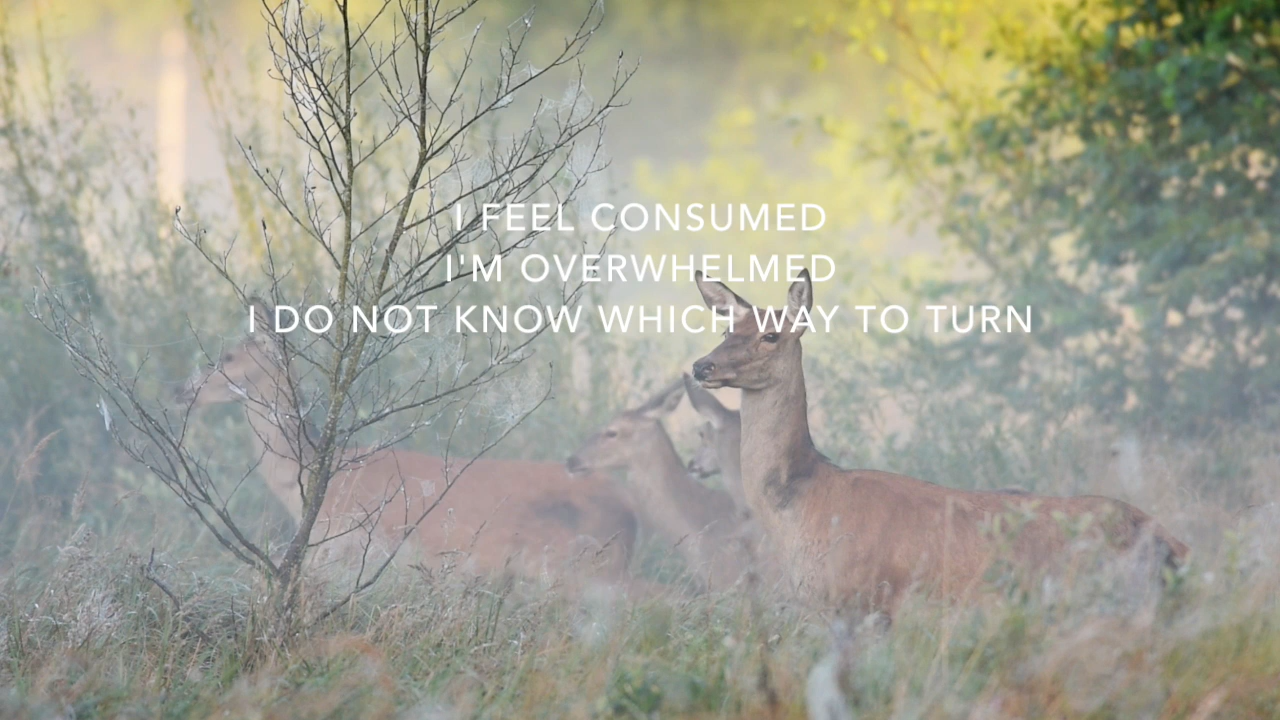 I FEEL CONSUMED
I'M OVERWHELMED
I DO NOT KNOW WHICH WAY TO TURN